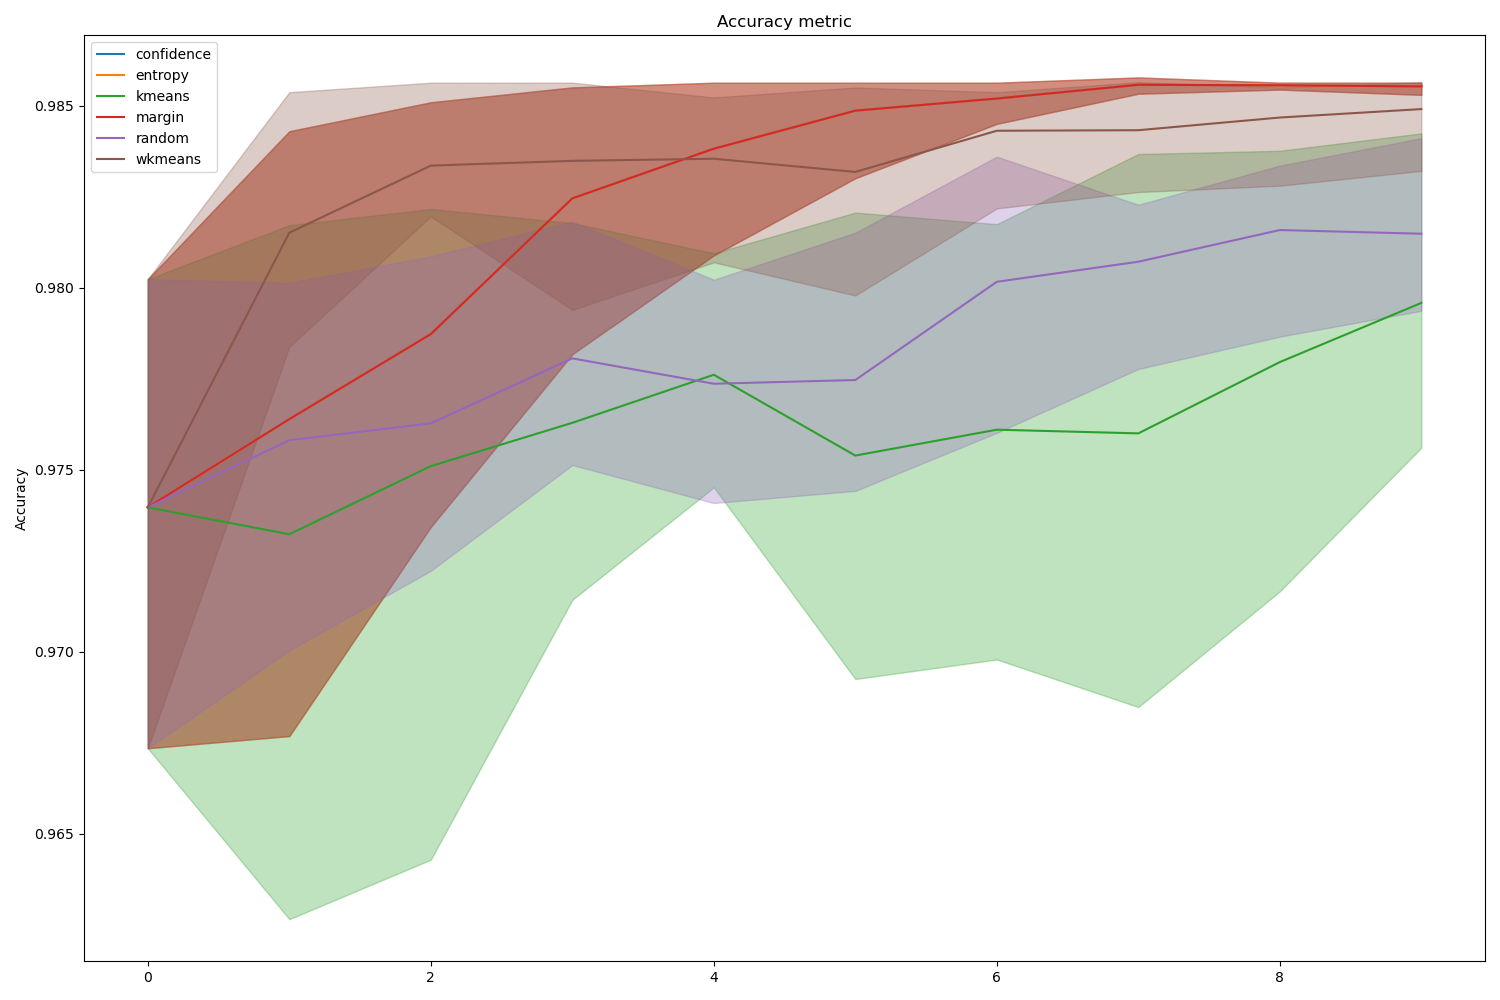 Accuracy metric
confidence
entropy
kmeans
margin
random
wkmeans
0.985
0.980
0.975
0.970
0.965
Accuracy
0 2 4 6 8